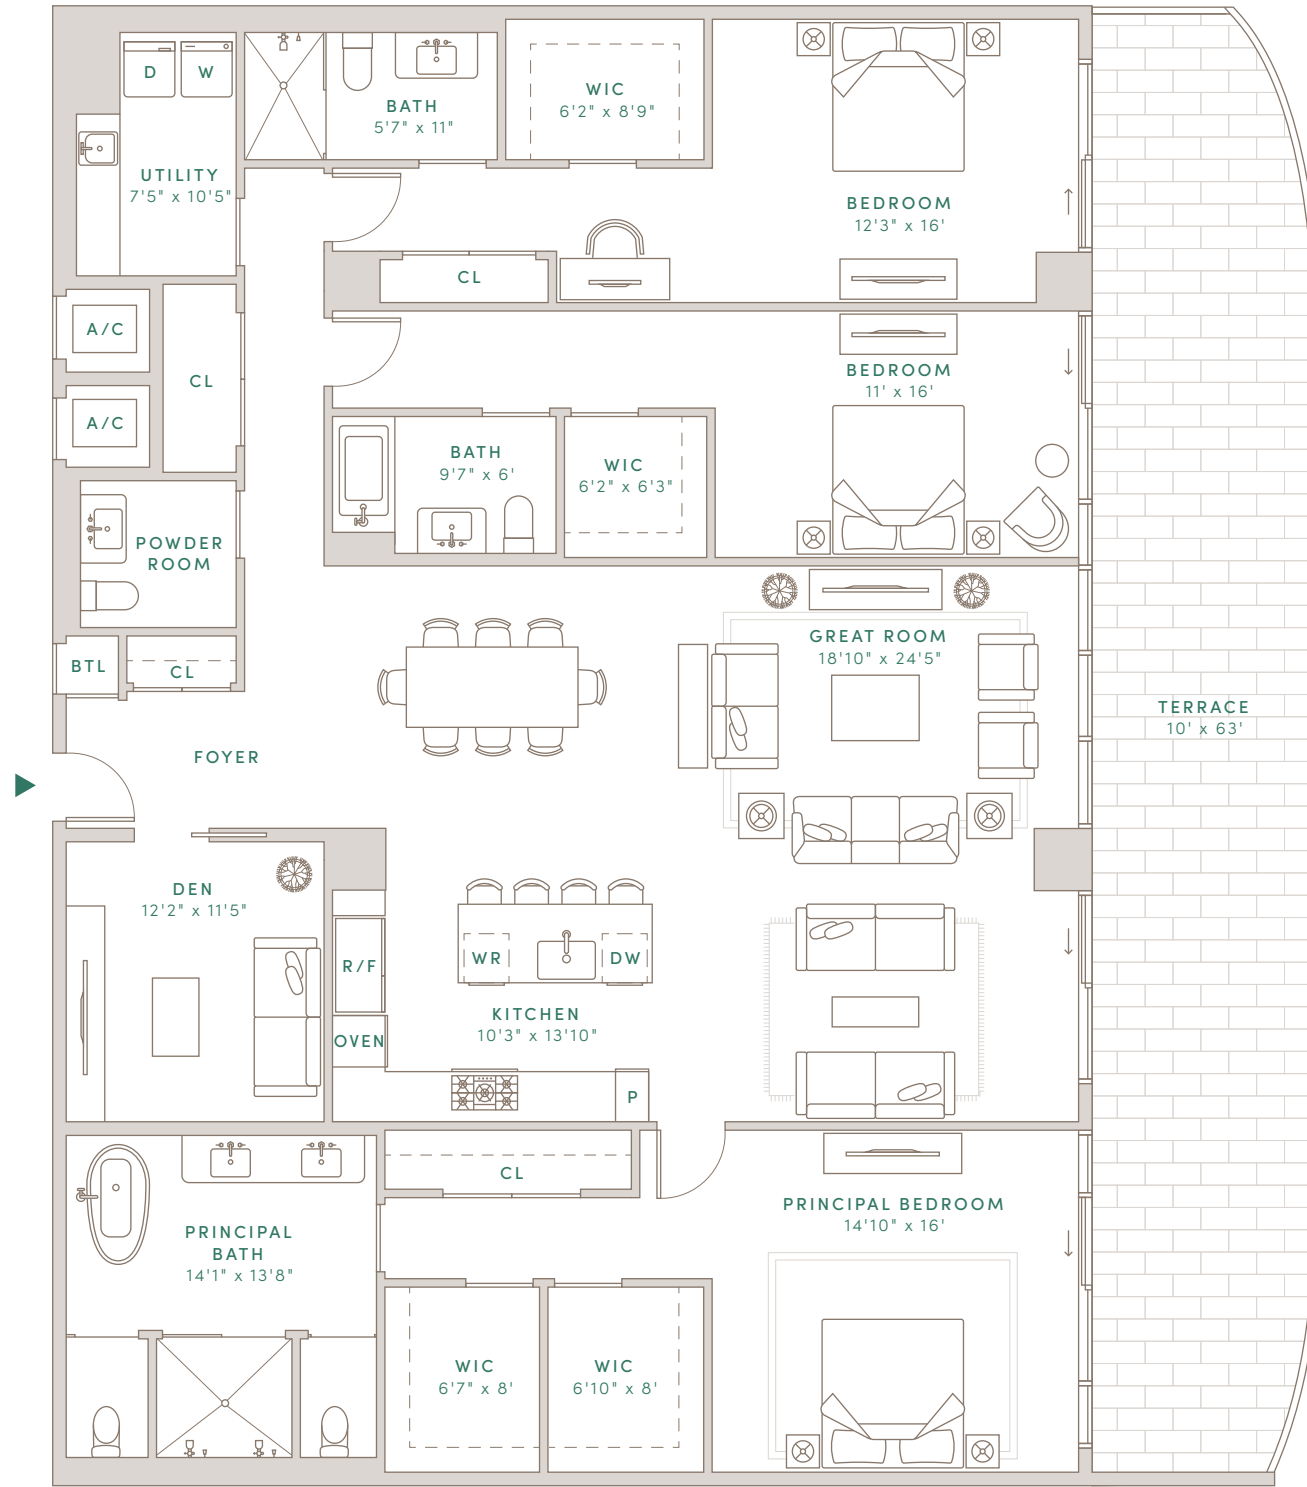 D
W
BATH
5'7" x 11"
WIC
6'2" x 8'9"
UTILITY
7'5" x 10'5"
BEDROOM
12'3" x 16'
CL
A/C
CL
BEDROOM
11' x 16'
A/C
BATH
9'7" x 6'
WIC
6'2" x 6'3"
POWDER
ROOM
GREAT ROOM
18'10" x 24'5"
BTL
CL
TERRACE
10' x 63'
FOYER
DEN
12'2" x 11'5"
R/F
WR
DW
KITCHEN
10'3" x 13'10"
OVEN
P
CL
PRINCIPAL BEDROOM
14'10" x 16'
PRINCIPAL
BATH
14'1" x 13'8"
WIC
6'7" x 8'
WIC
6'10" x 8'